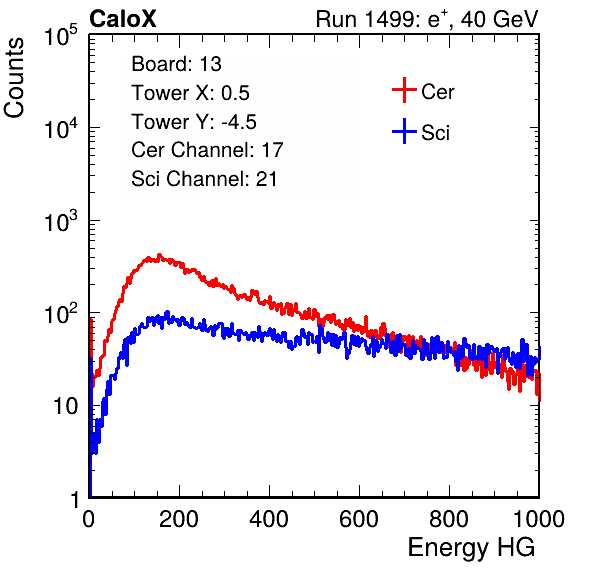 CaloX Run 1499: e⁺, 40 GeV
Counts
10⁵
10⁴
10³
10²
10
1
Board: 13
Tower X: 0.5
Tower Y: -4.5
Cer Channel: 17
Sci Channel: 21
Cer
Sci
0 200 400 600 800 1000
Energy HG